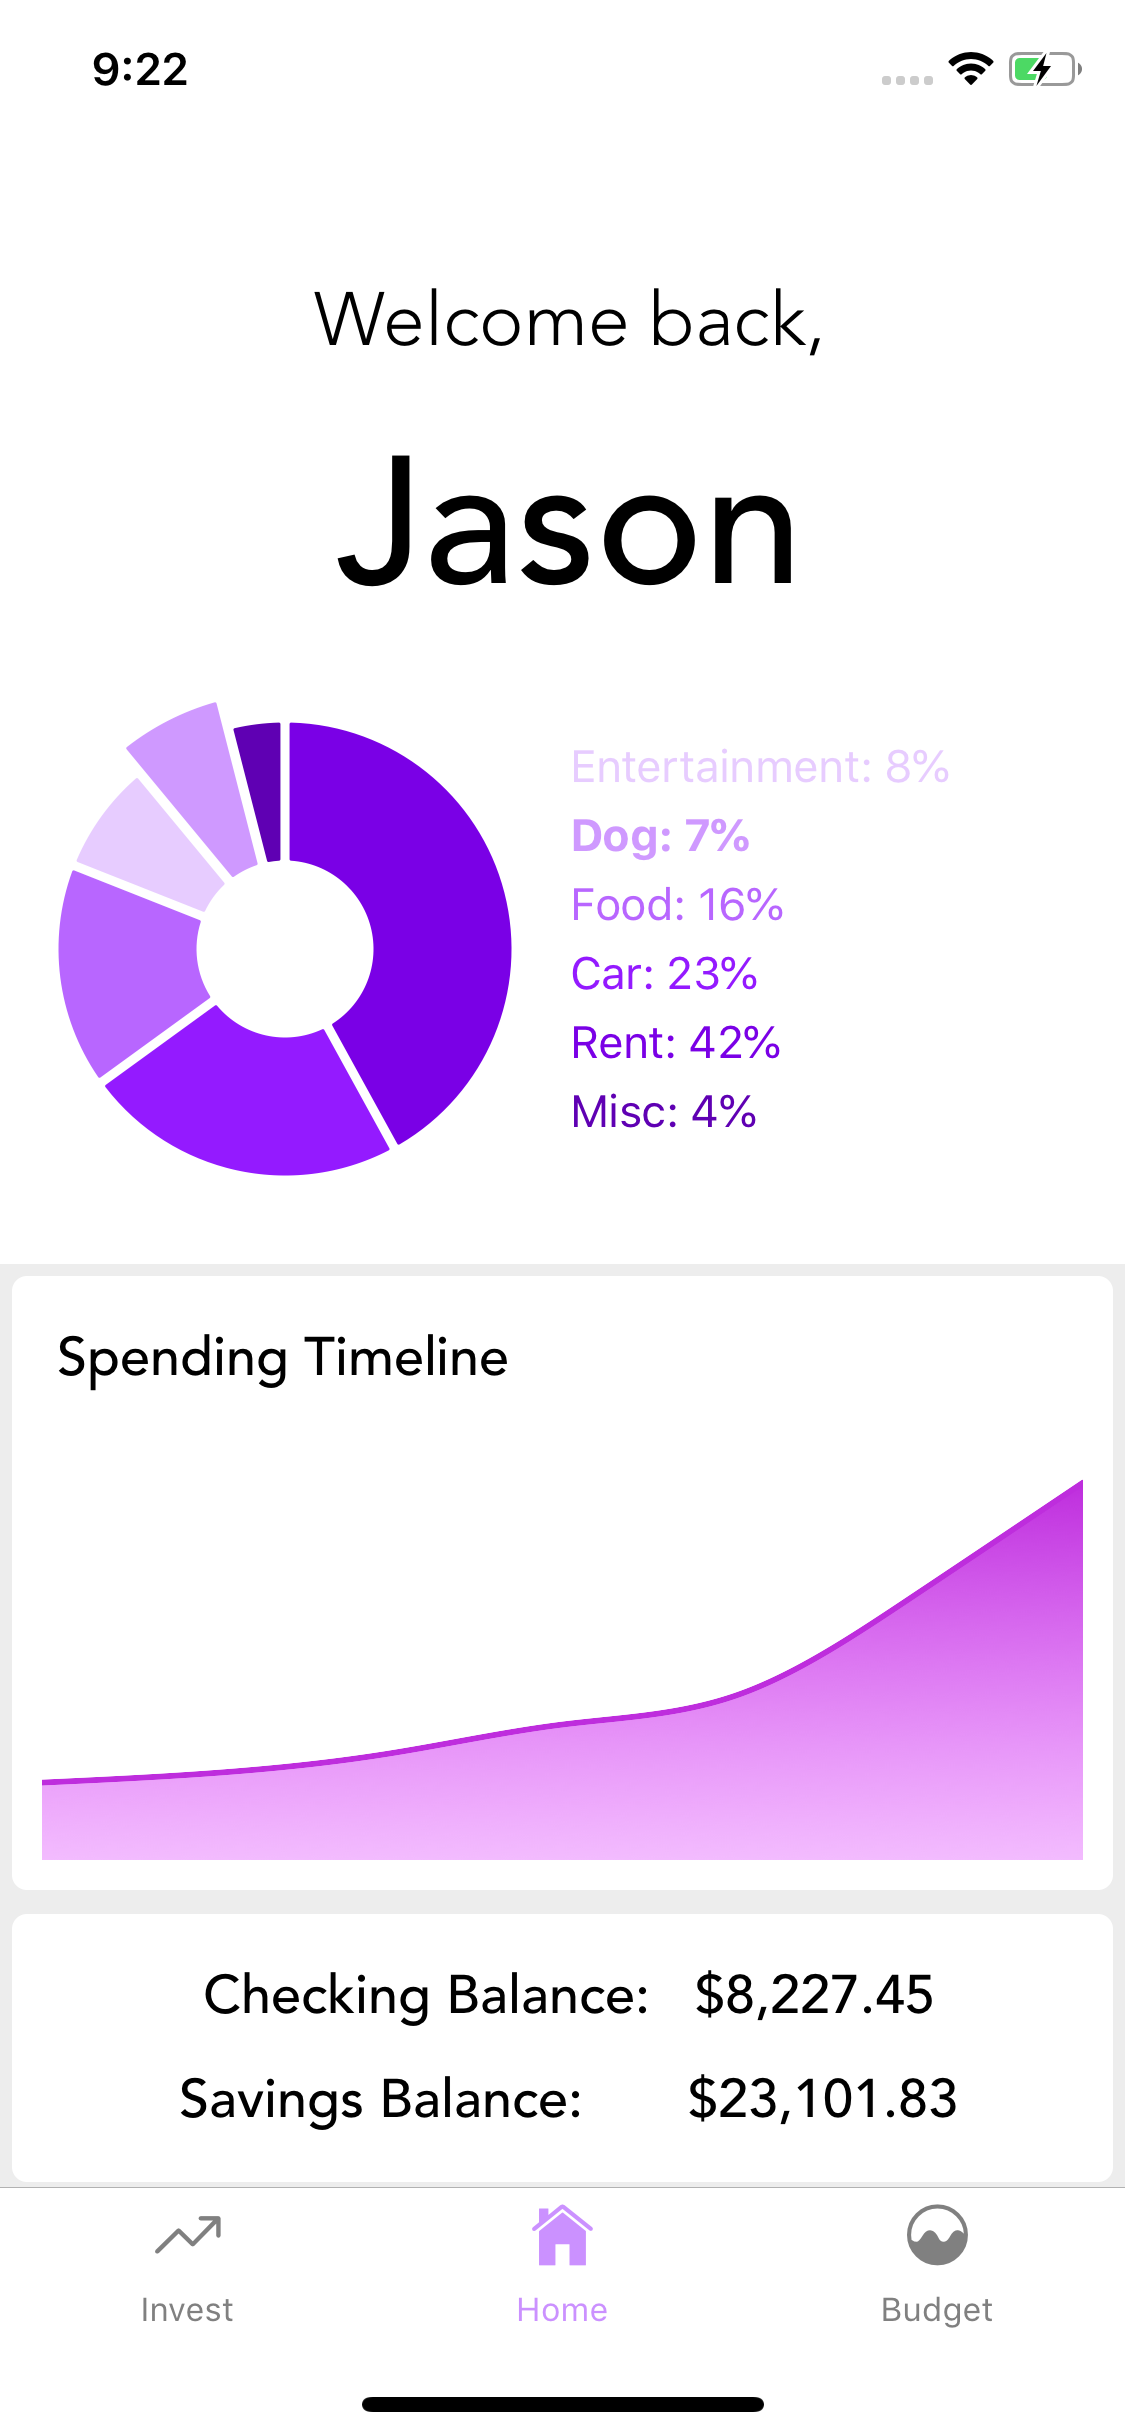 9:22
Welcome back,
Jason
Entertainment: 8%
Dog: 7%
Food: 16%
Car: 23%
Rent: 42%
Misc: 4%
Spending Timeline
Checking Balance: $8,227.45
Savings Balance: $23,101.83
Invest Home Budget